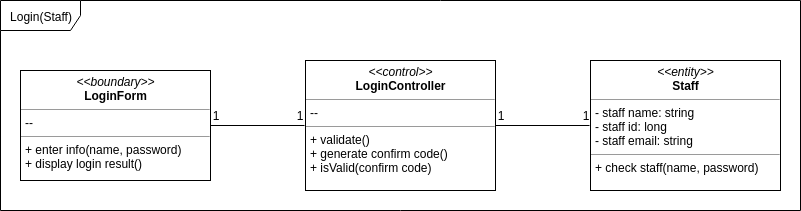 Login(Staff)
<<boundary>>
LoginForm
--
+ enter info(name, password)
+ display login result()
1
1
<<control>>
LoginController
--
+ validate()
+ generate confirm code()
+ isValid(confirm code)
1
1
<<entity>>
Staff
- staff name: string
- staff id: long
- staff email: string
+ check staff(name, password)